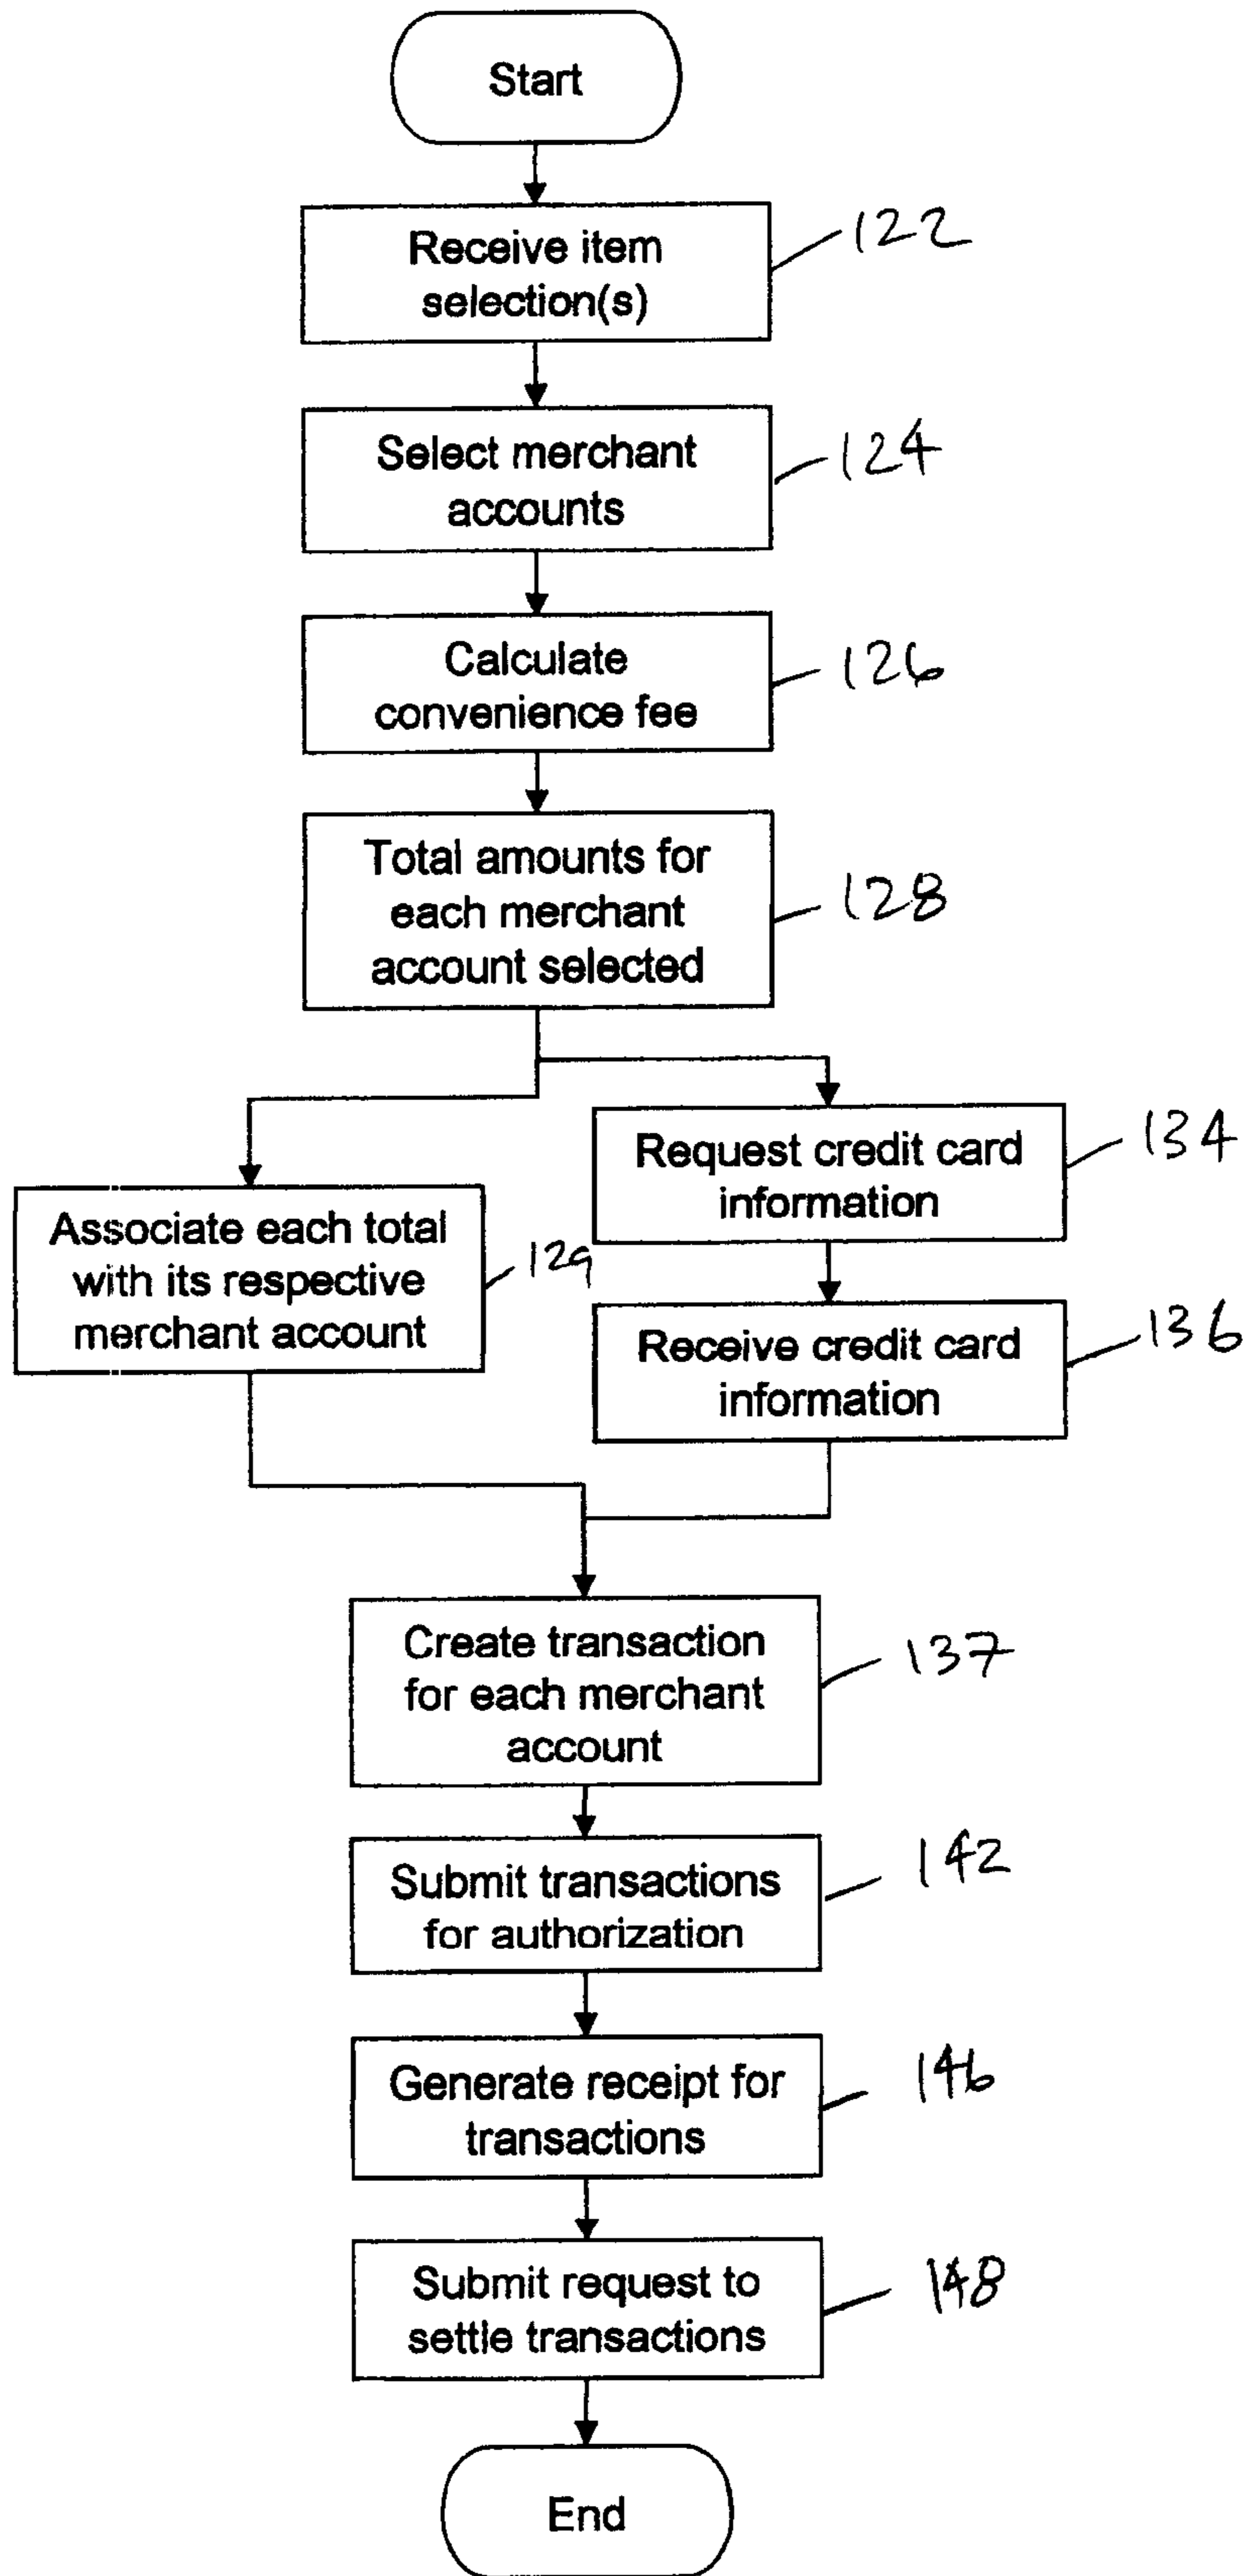 Start
Receive item
selection(s)
122
Select merchant
accounts
124
Calculate
convenience fee
126
Total amounts for
each merchant
account selected
128
Associate each total
with its respective
merchant account
129
Request credit card
information
134
Receive credit card
information
136
Create transaction
for each merchant
account
137
Submit transactions
for authorization
142
Generate receipt for
transactions
146
Submit request to
settle transactions
148
End